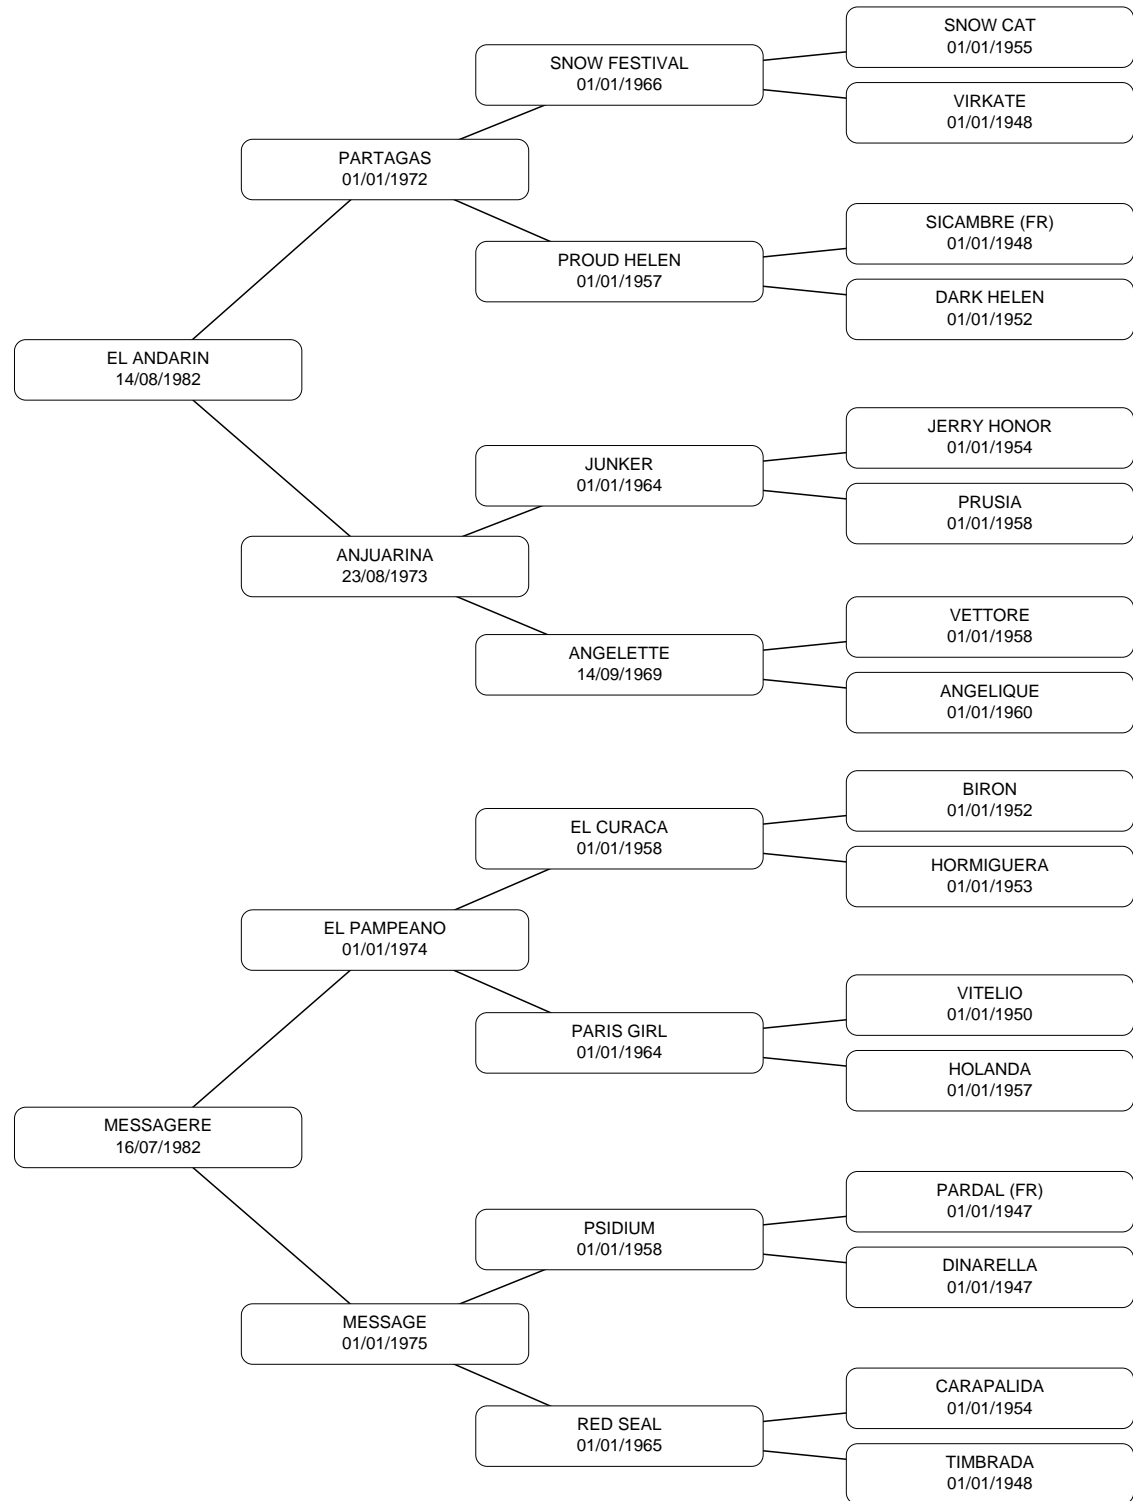 SNOW CAT
01/01/1955
SNOW FESTIVAL
01/01/1966
VIRKATE
01/01/1948
PARTAGAS
01/01/1972
SICAMBRE (FR)
01/01/1948
PROUD HELEN
01/01/1957
DARK HELEN
01/01/1952
EL ANDARIN
14/08/1982
JERRY HONOR
01/01/1954
JUNKER
01/01/1964
PRUSIA
01/01/1958
ANJUARINA
23/08/1973
VETTORE
01/01/1958
ANGELETTE
14/09/1969
ANGELIQUE
01/01/1960
BIRON
01/01/1952
EL CURACA
01/01/1958
HORMIGUERA
01/01/1953
EL PAMPEANO
01/01/1974
VITELIO
01/01/1950
PARIS GIRL
01/01/1964
HOLANDA
01/01/1957
MESSAGERE
16/07/1982
PARDAL (FR)
01/01/1947
PSIDIUM
01/01/1958
DINARELLA
01/01/1947
MESSAGE
01/01/1975
CARAPALIDA
01/01/1954
RED SEAL
01/01/1965
TIMBRADA
01/01/1948